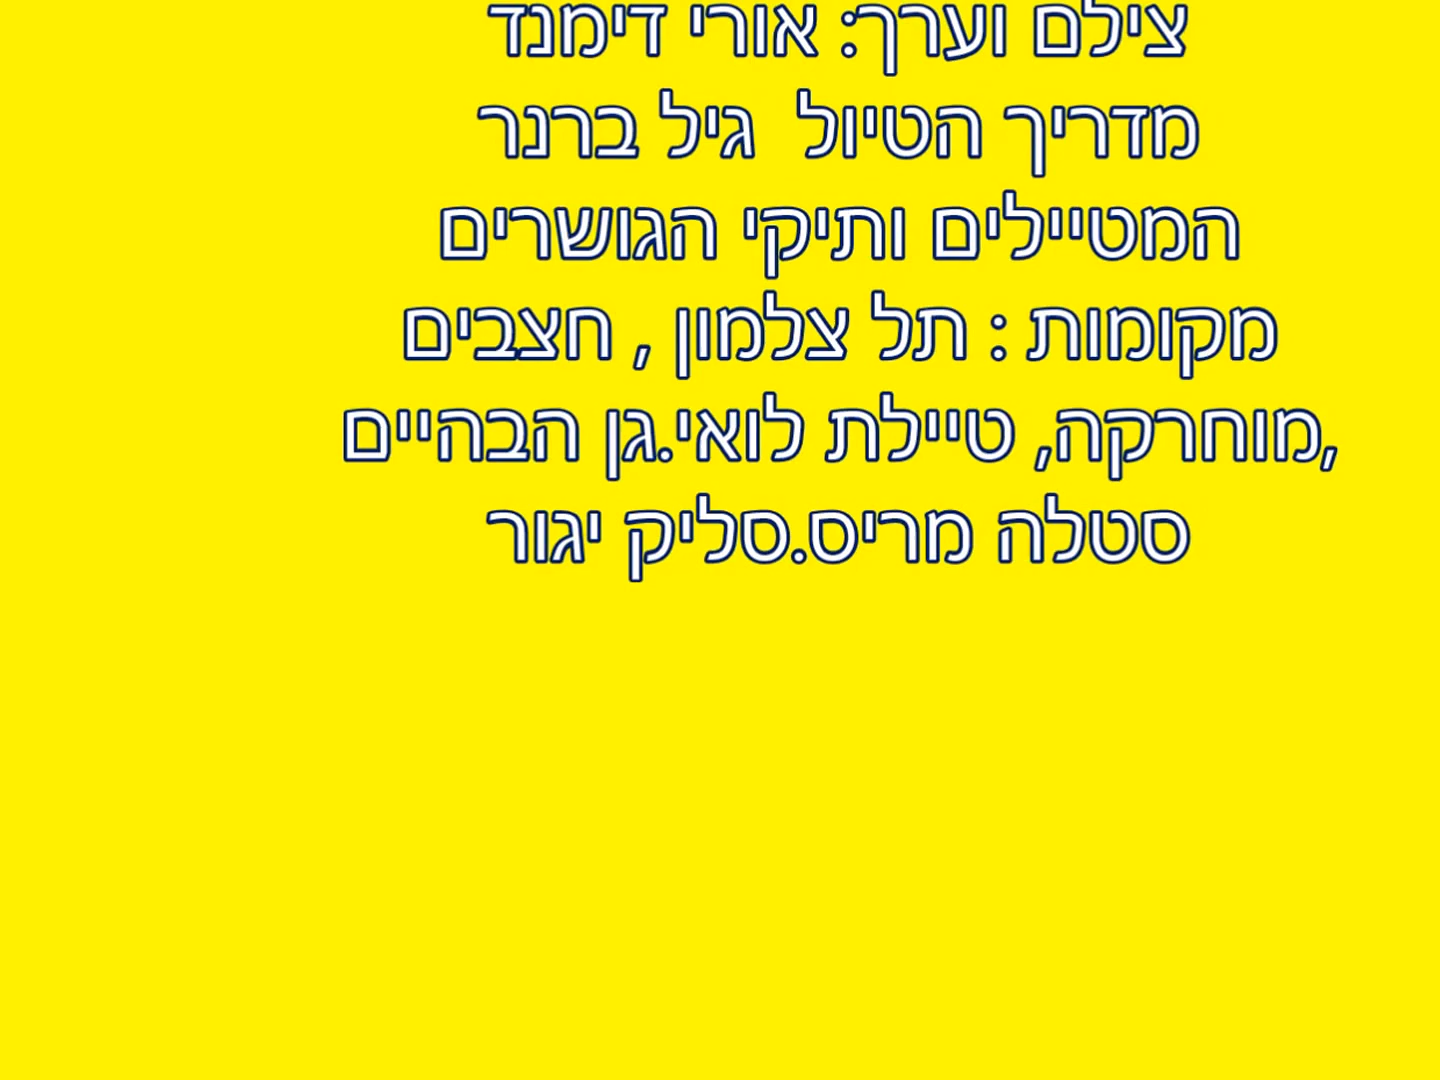 צילם וערך: אורי דימנד
מדריך הטיול  גיל ברנר
המטיילים ותיקי הגושרים
מקומות : תל צלמון , חצבים
,מוחרקה, טיילת לואי.גן הבהיים
סטלה מריס.סליק יגור